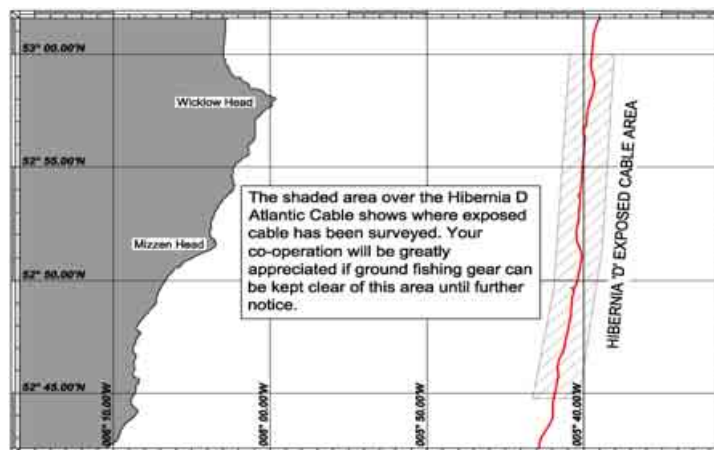 53° 00.00'N
Wicklow Head
52° 55.00'N
The shaded area over the Hibernia D
Atlantic Cable shows where exposed
cable has been surveyed. Your
co-operation will be greatly
appreciated if ground fishing gear can
be kept clear of this area until further
notice.
Mizzen Head
52° 50.00'N
HIBERNIA 'D' EXPOSED CABLE AREA
52° 45.00'N
006° 10.00'W
006° 00.00'W
005° 50.00'W
005° 40.00'W